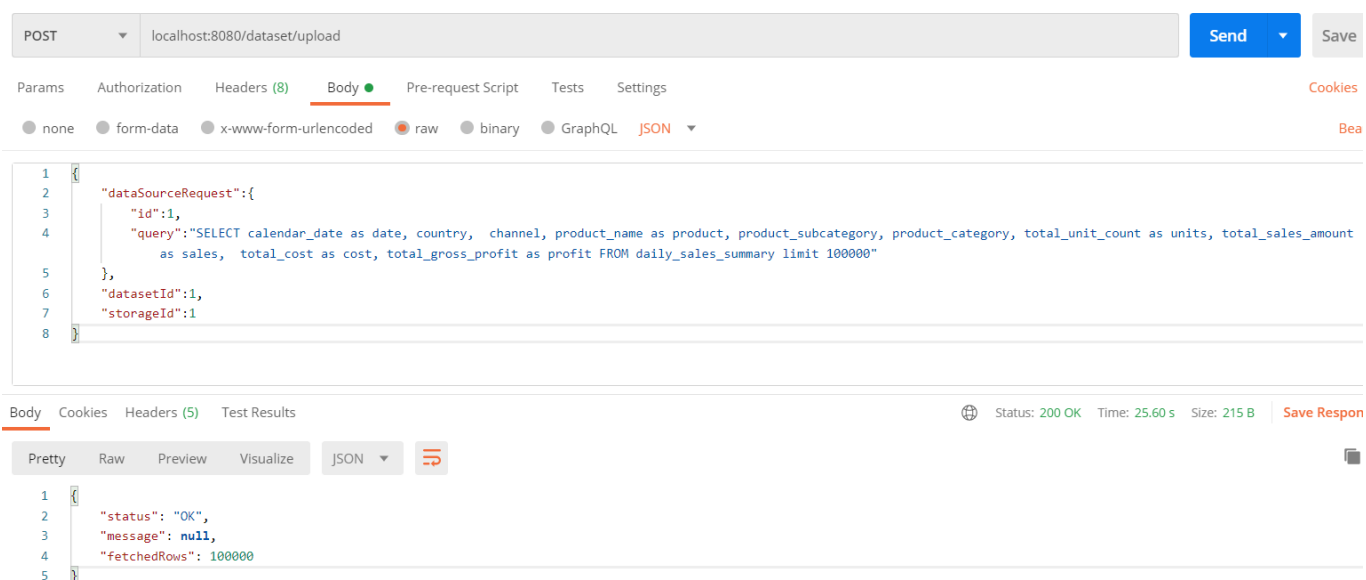 POST localhost:8080/dataset/upload Send Save
Params Authorization Headers (8) Body Pre-request Script Tests Settings Cookies
none form-data x-www-form-urlencoded raw binary GraphQL JSON Bea
1 {
2 "dataSourceRequest":{
3 "id":1,
4 "query":"SELECT calendar_date as date, country,  channel, product_name as product, product_subcategory, product_category, total_unit_count as units, total_sales_amount
as sales,  total_cost as cost, total_gross_profit as profit FROM daily_sales_summary limit 100000"
5 },
6 "datasetId":1,
7 "storageId":1
8 }
Body Cookies Headers (5) Test Results Status: 200 OK Time: 25.60 s Size: 215 B Save Respon
Pretty Raw Preview Visualize JSON
1 {
2 "status": "OK",
3 "message": null,
4 "fetchedRows": 100000
5 }